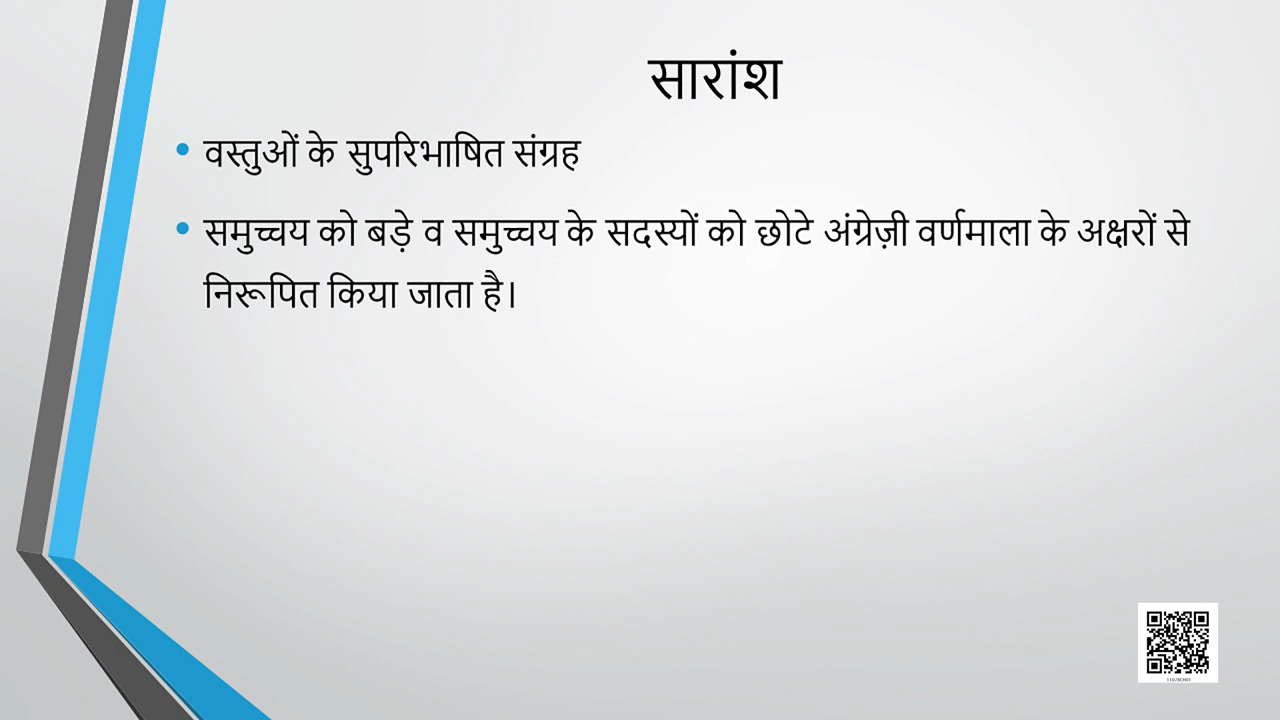 सारांश
वस्तुओं के सुपरिभाषित संग्रह
समुच्चय को बड़े व समुच्चय के सदस्यों को छोटे अंग्रेज़ी वर्णमाला के अक्षरों से
निरूपित किया जाता है।